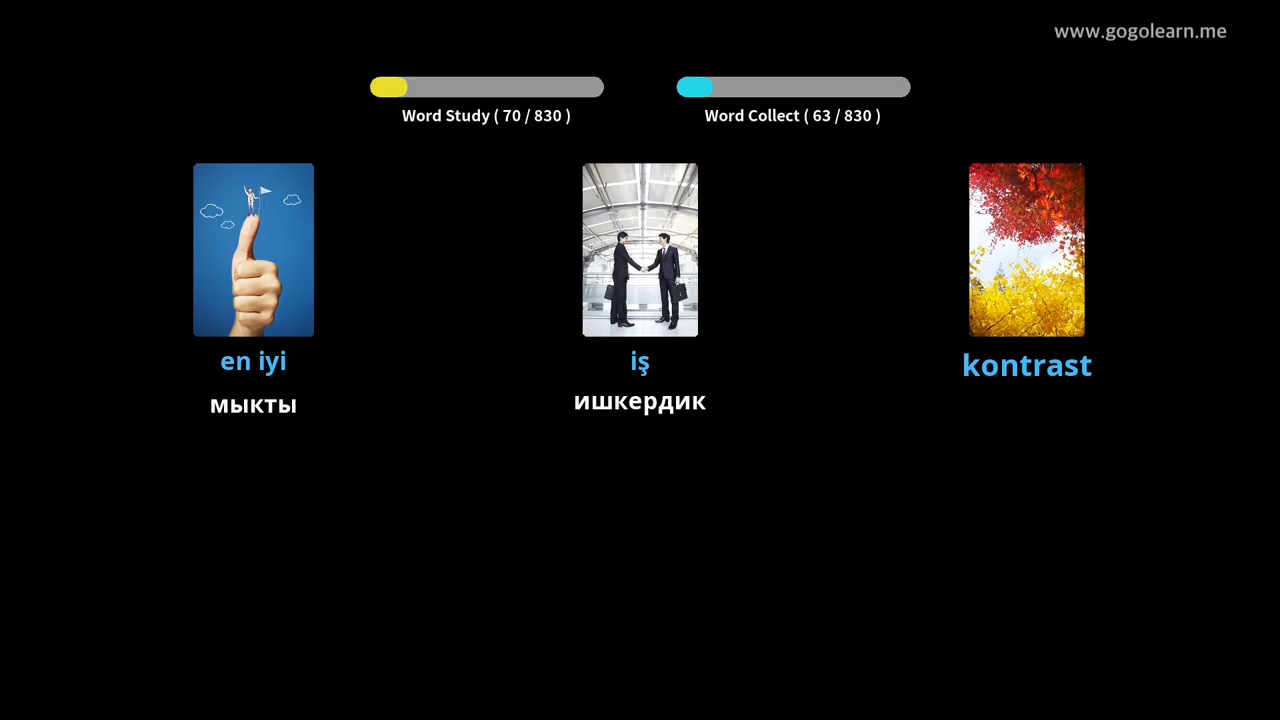 www.gogolearn.me
Word Study ( 70 / 830 )
Word Collect ( 63 / 830 )
en iyi
мыкты
iş
ишкердик
kontrast